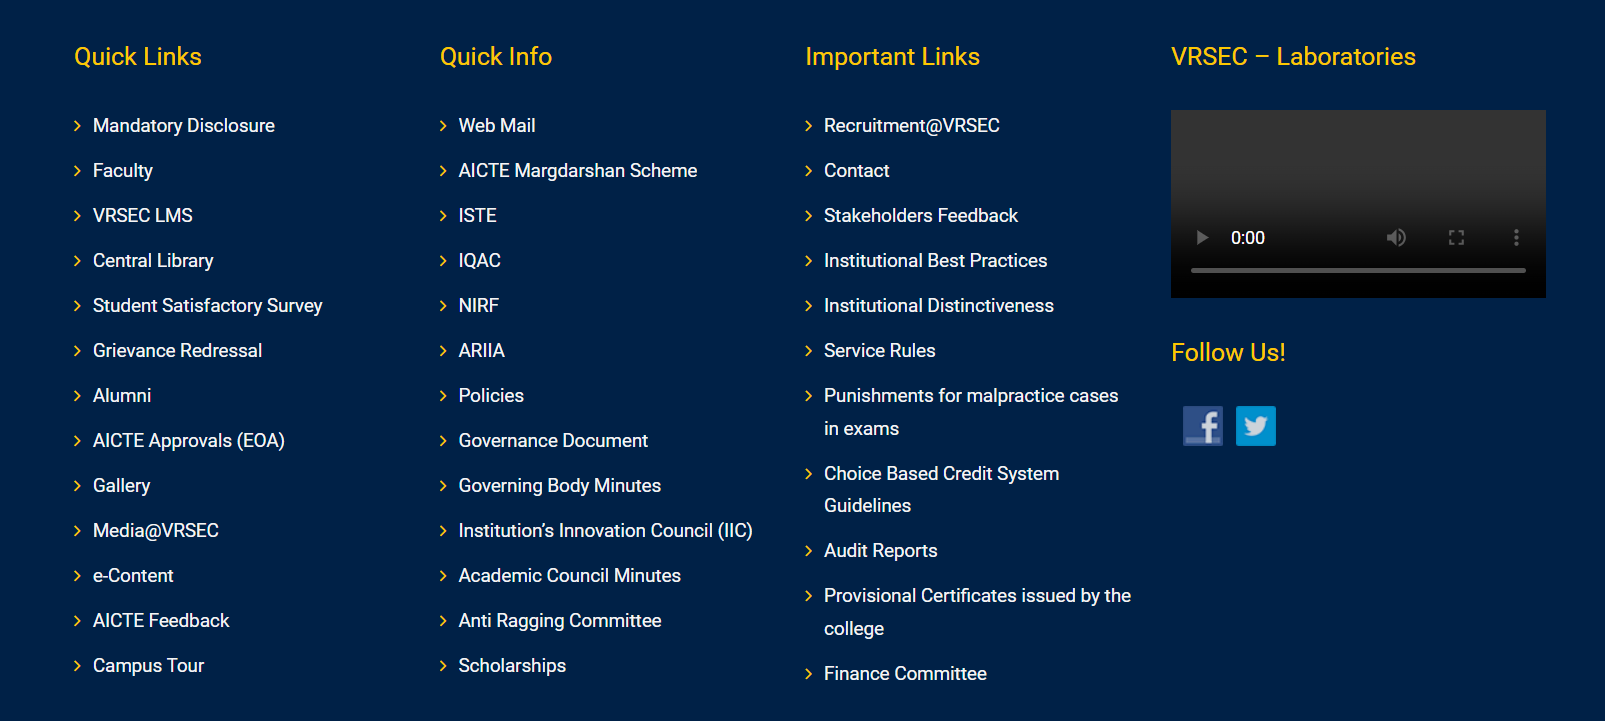 Quick Links
Mandatory Disclosure
Faculty
VRSEC LMS
Central Library
Student Satisfactory Survey
Grievance Redressal
Alumni
AICTE Approvals (EOA)
Gallery
Media@VRSEC
e-Content
AICTE Feedback
Campus Tour
Quick Info
Web Mail
AICTE Margdarshan Scheme
ISTE
IQAC
NIRF
ARIIA
Policies
Governance Document
Governing Body Minutes
Institution’s Innovation Council (IIC)
Academic Council Minutes
Anti Ragging Committee
Scholarships
Important Links
Recruitment@VRSEC
Contact
Stakeholders Feedback
Institutional Best Practices
Institutional Distinctiveness
Service Rules
Punishments for malpractice cases
in exams
Choice Based Credit System
Guidelines
Audit Reports
Provisional Certificates issued by the
college
Finance Committee
VRSEC – Laboratories
0:00
Follow Us!